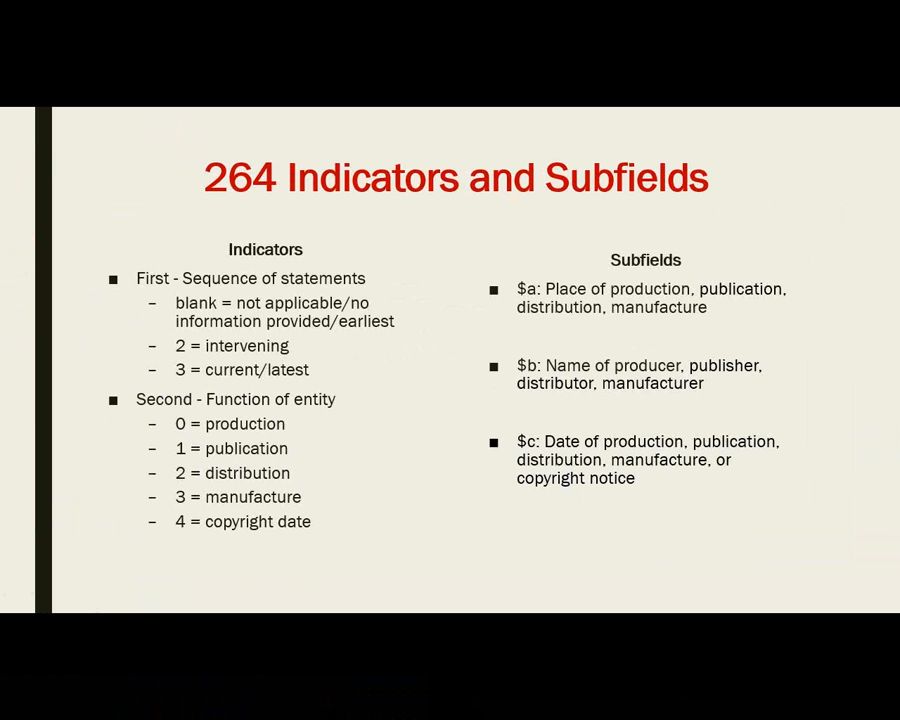 264 Indicators and Subfields
Indicators
■ First - Sequence of statements
– blank = not applicable/no
information provided/earliest
– 2 = intervening
– 3 = current/latest
■ Second - Function of entity
– 0 = production
– 1 = publication
– 2 = distribution
– 3 = manufacture
– 4 = copyright date
Subfields
■ $a: Place of production, publication,
distribution, manufacture
■ $b: Name of producer, publisher,
distributor, manufacturer
■ $c: Date of production, publication,
distribution, manufacture, or
copyright notice